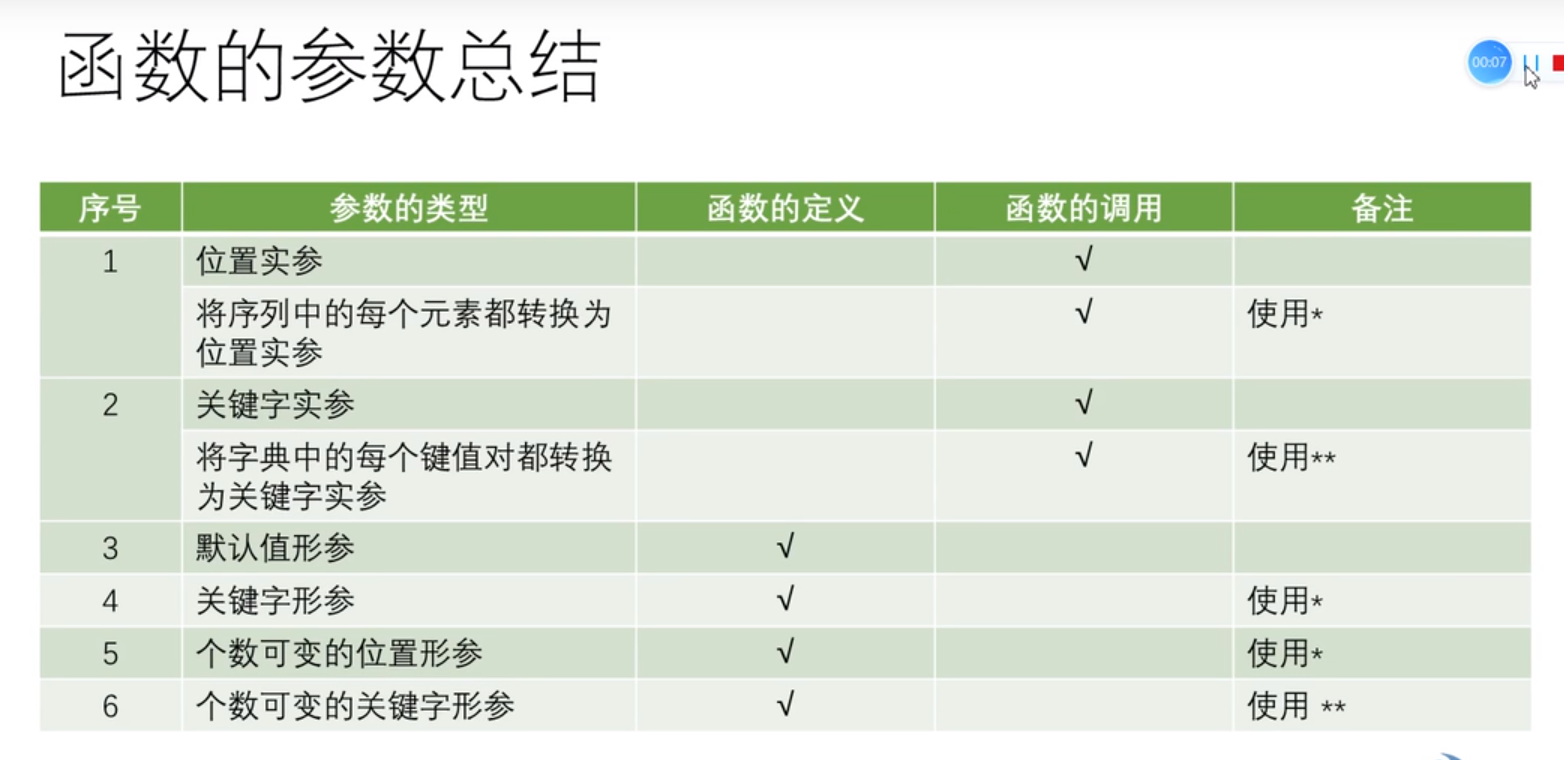 函数的参数总结
00:07
序号 参数的类型 函数的定义 函数的调用 备注
1 位置实参 √
将序列中的每个元素都转换为 √ 使用*
位置实参
2 关键字实参 √
将字典中的每个键值对都转换 √ 使用**
为关键字实参
3 默认值形参 √
4 关键字形参 √ 使用*
5 个数可变的位置形参 √ 使用*
6 个数可变的关键字形参 √ 使用 **